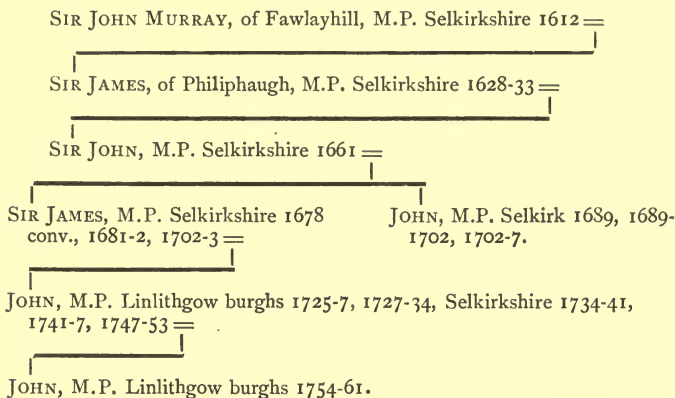 SIR JOHN MURRAY, of Fawlayhill, M.P. Selkirkshire 1612=
SIR JAMES, of Philiphaugh, M.P. Selkirkshire 1628-33=
SIR JOHN, M.P. Selkirkshire 1661=
SIR JAMES, M.P. Selkirkshire 1678
conv., 1681-2, 1702-3=
JOHN, M.P. Selkirk 1689, 1689-
1702, 1702-7.
JOHN, M.P. Linlithgow burghs 1725-7, 1727-34, Selkirkshire 1734-41,
1741-7, 1747-53=
JOHN, M.P. Linlithgow burghs 1754-61.